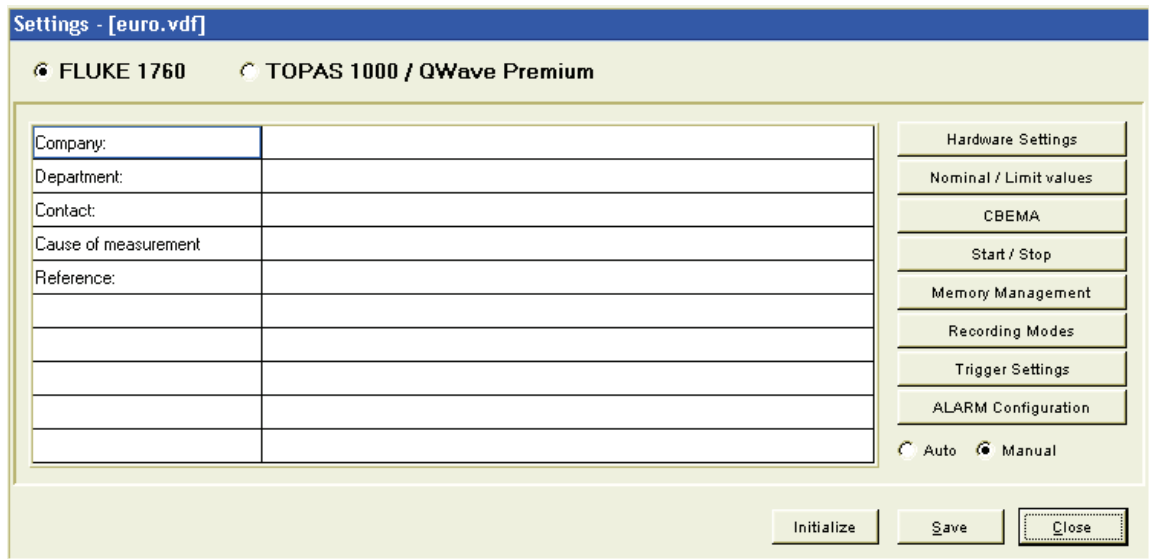 Settings - [euro.vdf]
FLUKE 1760 TOPAS 1000 / QWave Premium
Company:
Department:
Contact:
Cause of measurement
Reference:
Hardware Settings
Nominal / Limit values
CBEMA
Start / Stop
Memory Management
Recording Modes
Trigger Settings
ALARM Configuration
Auto Manual
Initialize Save Close